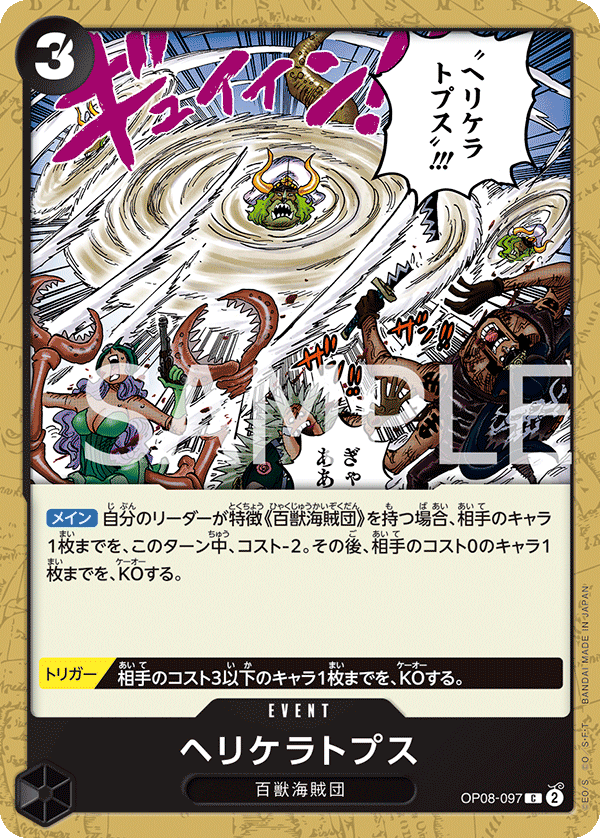 3
ギュイイン!
“ヘリケラ
トプス”!!!
ザン!
ザン!
ぎゃ
ああ
SAMPLE
メイン 自分のリーダーが特徴《百獣海賊団》を持つ場合、相手のキャラ
1枚までを、このターン中、コスト-2。その後、相手のコスト0のキャラ1
枚までを、KOする。
トリガー 相手のコスト3以下のキャラ1枚までを、KOする。
EVENT
ヘリケラトプス
百獣海賊団
OP08-097 C 2
BANDAI MADE IN JAPAN